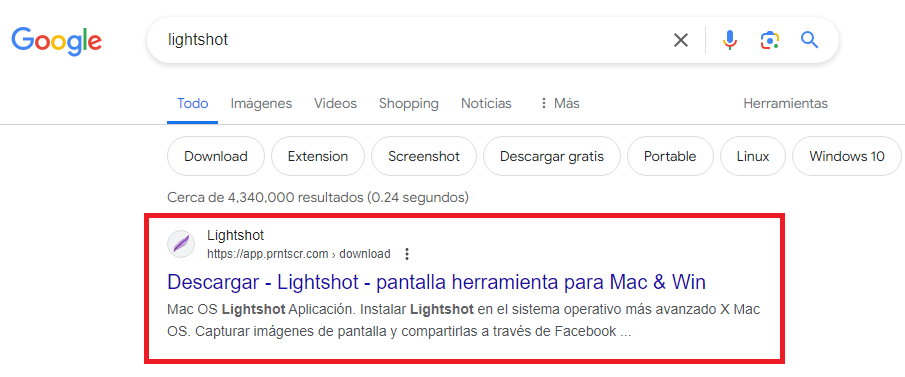 Google
lightshot
Todo Imágenes Videos Shopping Noticias Más Herramientas
Download Extension Screenshot Descargar gratis Portable Linux Windows 10
Cerca de 4,340,000 resultados (0.24 segundos)
Lightshot
https://app.prntscr.com › download
Descargar - Lightshot - pantalla herramienta para Mac & Win
Mac OS Lightshot Aplicación. Instalar Lightshot en el sistema operativo más avanzado X Mac
OS. Capturar imágenes de pantalla y compartirlas a través de Facebook ...